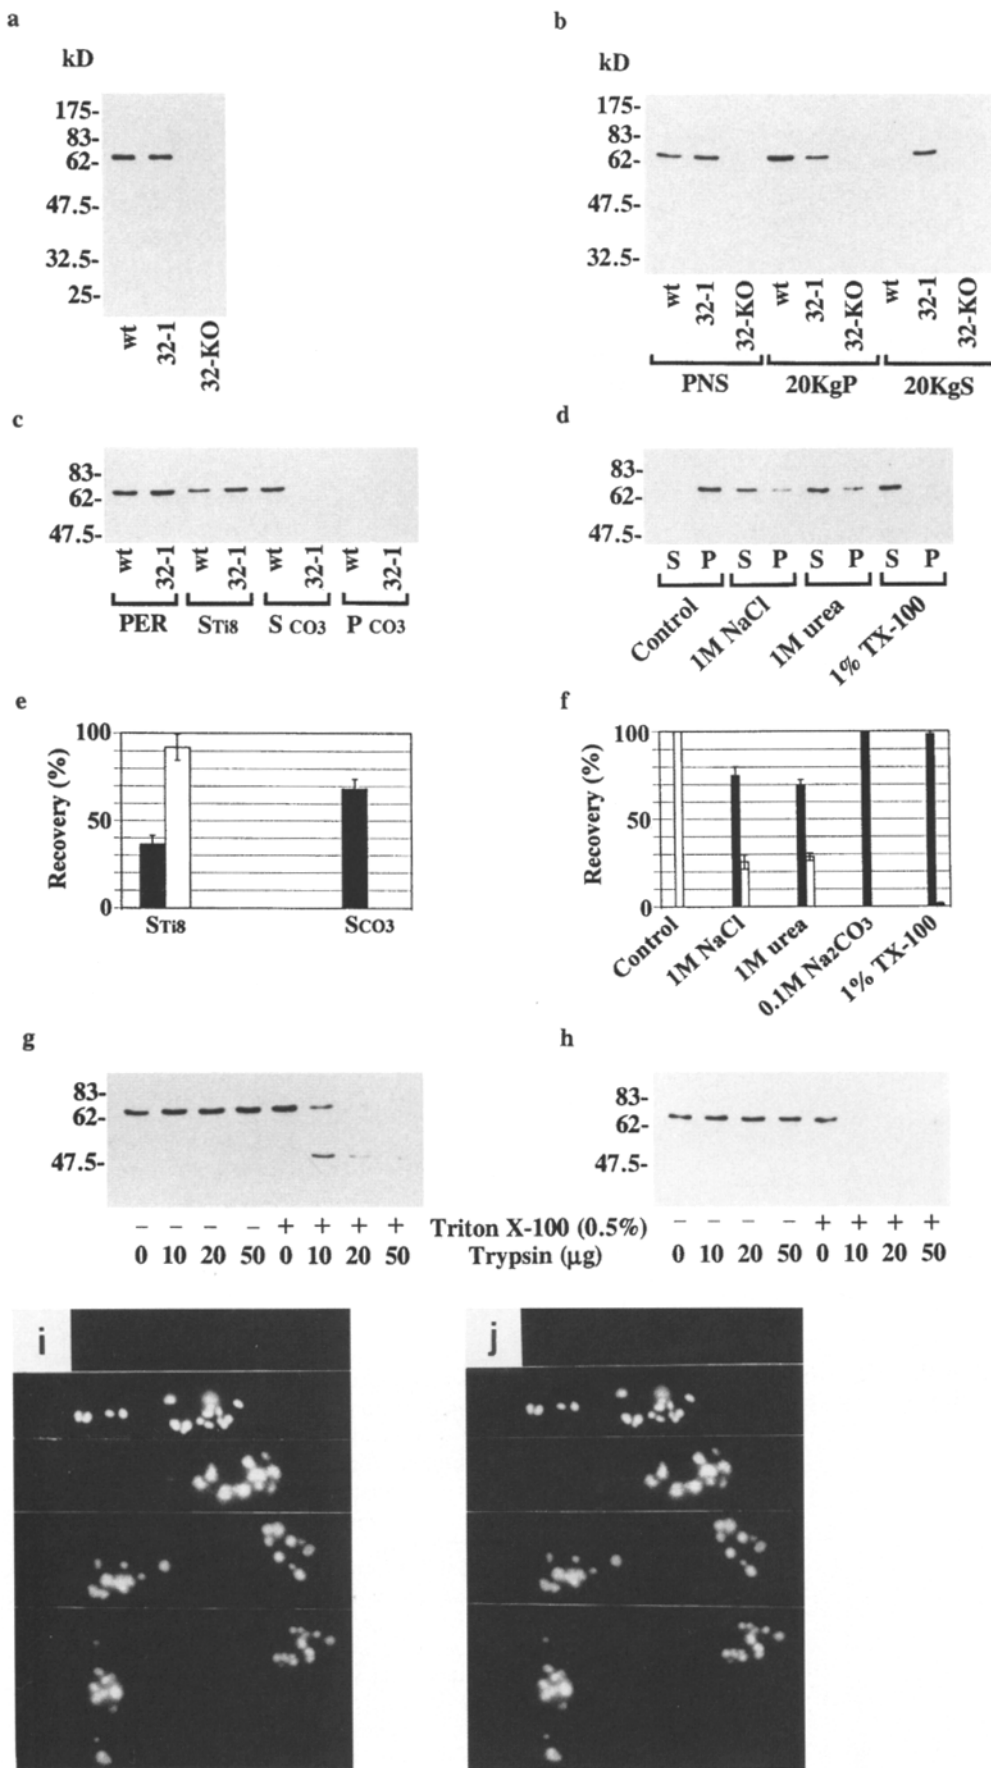 a
kD
175-
83-
62-
47.5-
32.5-
25-
wt
32-1
32-KO
b
kD
175-
83-
62-
47.5-
32.5-
wt
32-1
32-KO
wt
32-1
32-KO
wt
32-1
32-KO
PNS
20KgP
20KgS
c
83-
62-
47.5-
wt
32-1
wt
32-1
wt
32-1
wt
32-1
PER
STi8
S CO3
P CO3
d
83-
62-
47.5-
S P S P S P S P
Control
1M NaCl
1M urea
1% TX-100
e
Recovery (%)
100
50
0
STi8
SCO3
f
Recovery (%)
100
50
0
Control
1M NaCl
1M urea
0.1M Na2CO3
1% TX-100
g
83-
62-
47.5-
h
83-
62-
47.5-
– – – – + + + + Triton X-100 (0.5%) – – – – + + + +
0 10 20 50 0 10 20 50 Trypsin (μg) 0 10 20 50 0 10 20 50
i
j